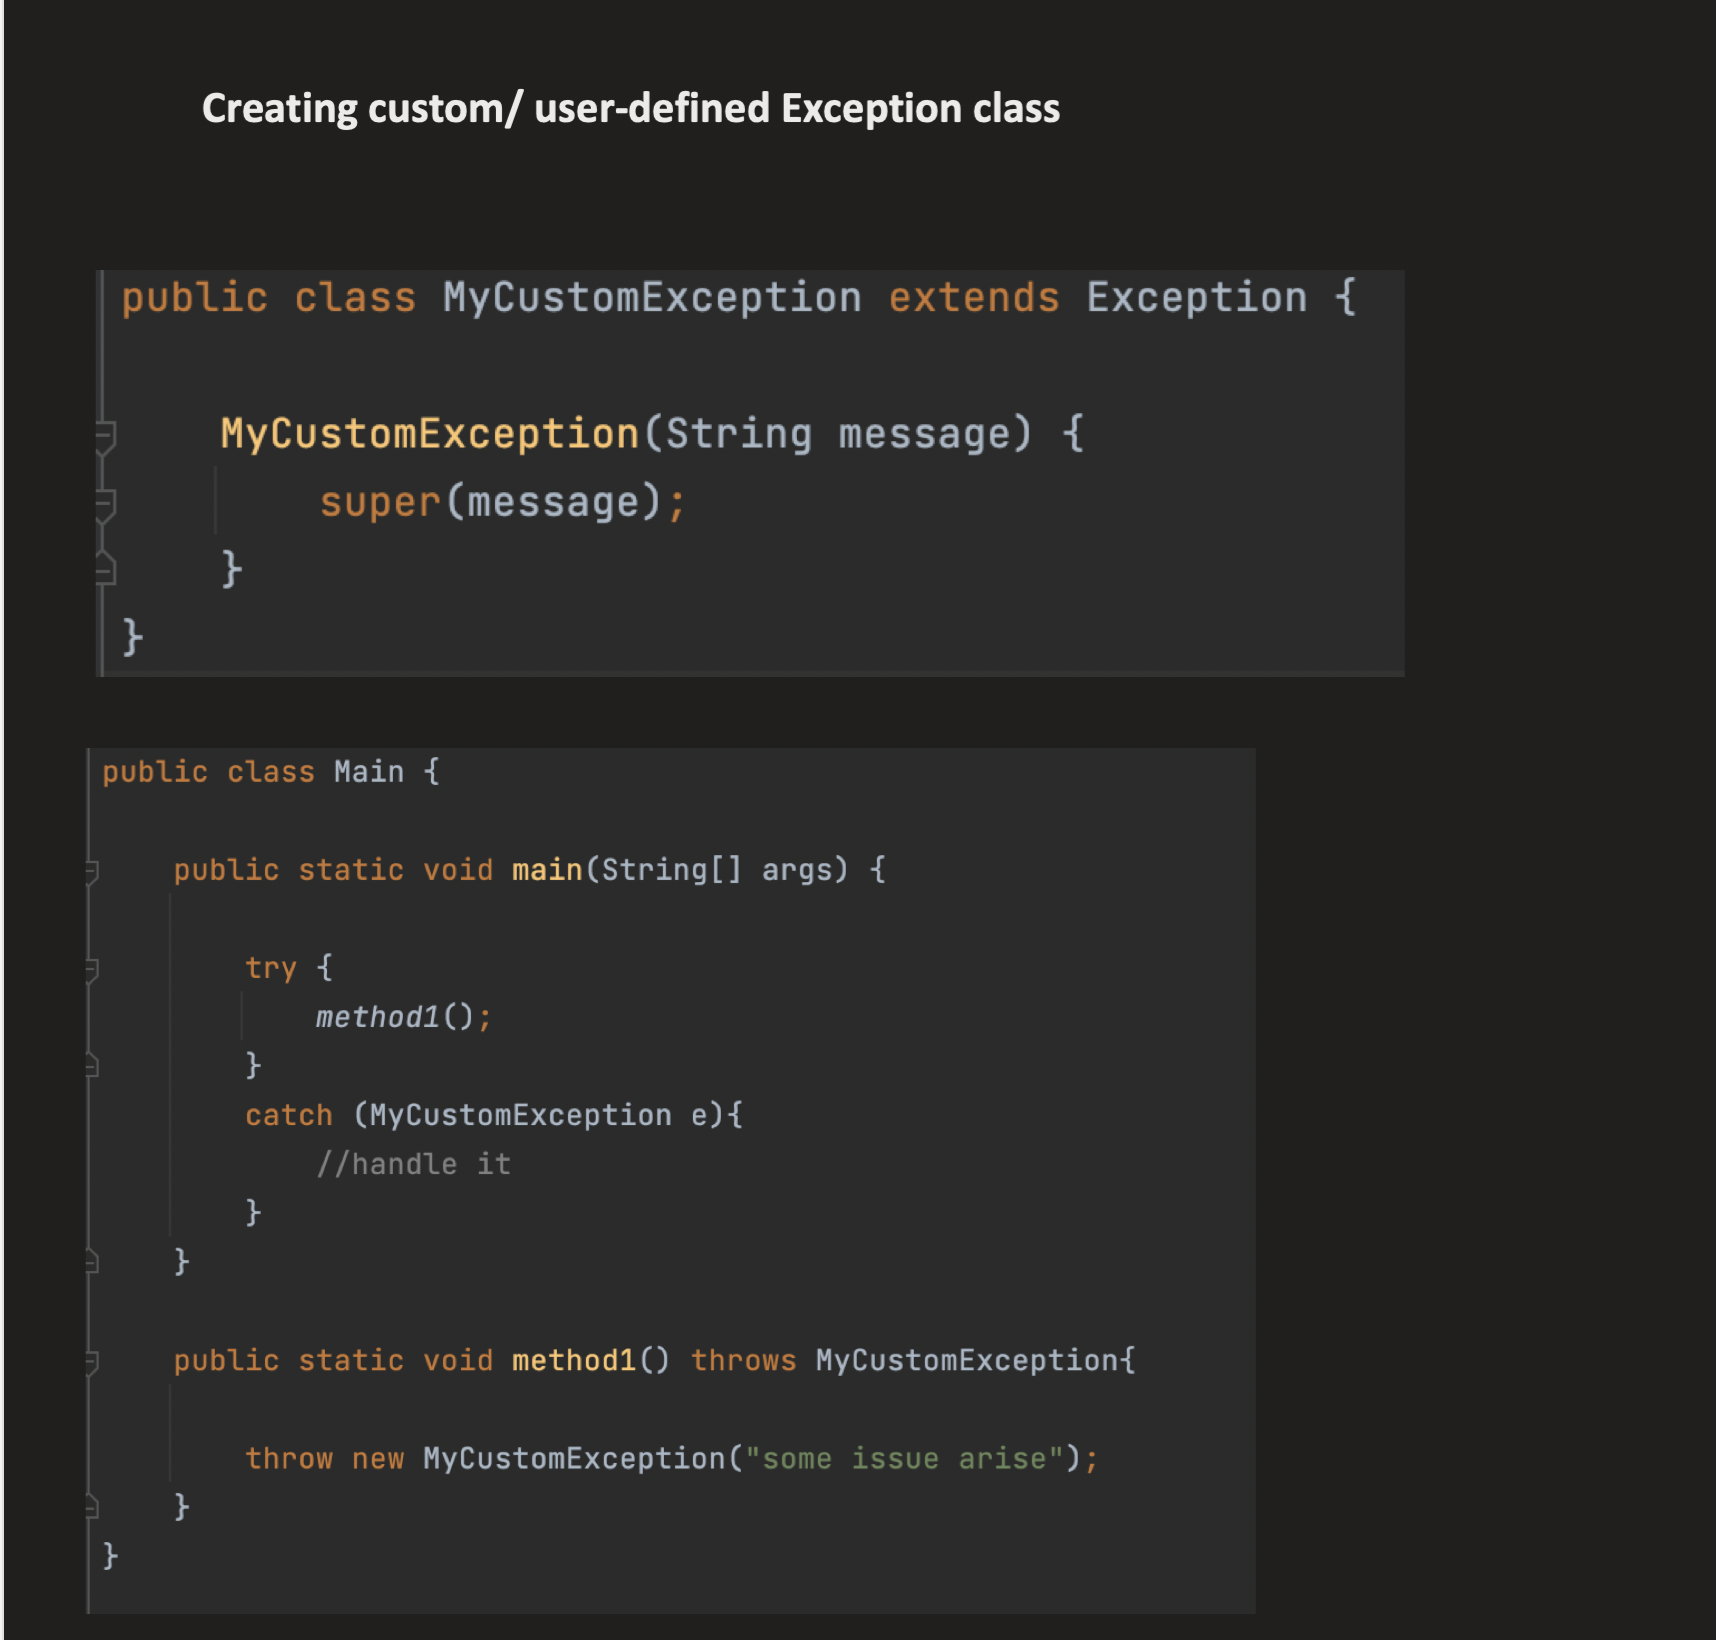 Creating custom/ user-defined Exception class
public class MyCustomException extends Exception {
MyCustomException(String message) {
super(message);
}
}
public class Main {
public static void main(String[] args) {
try {
method1();
}
catch (MyCustomException e){
//handle it
}
}
public static void method1() throws MyCustomException{
throw new MyCustomException("some issue arise");
}
}